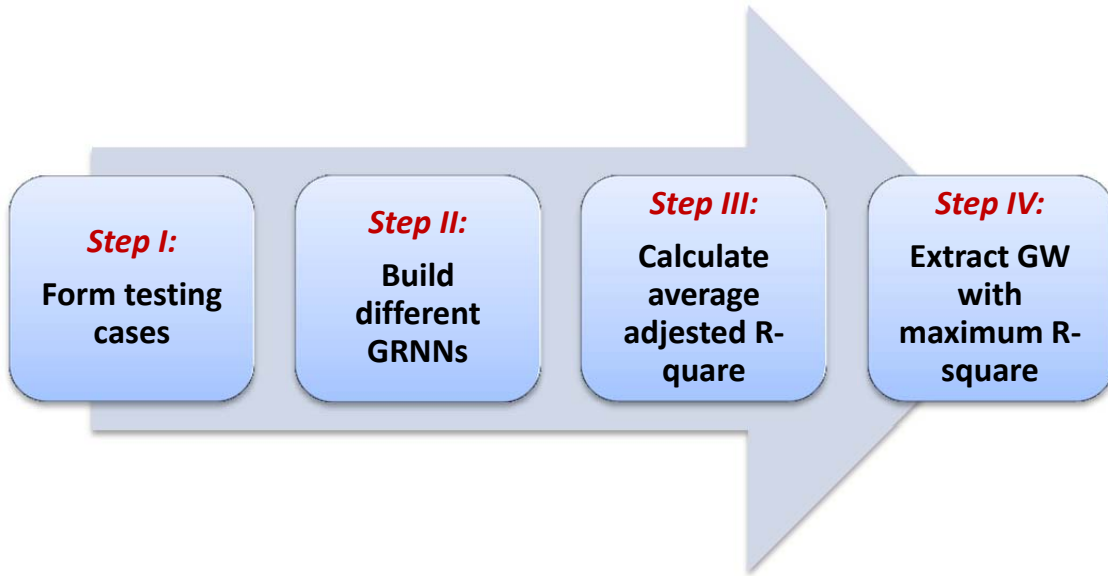 Step I:
Form testing
cases
Step II:
Build
different
GRNNs
Step III:
Calculate
average
adjested R-
quare
Step IV:
Extract GW
with
maximum R-
square